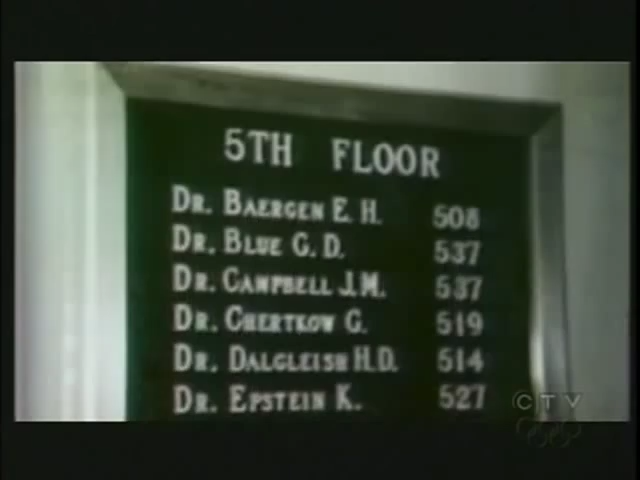 5TH FLOOR
DR. BAERGEN E. H. 508
DR. BLUE G. D. 537
DR. CAMPBELL J.M. 537
DR. CHERTKOW G. 519
DR. DALGLEISH H.D. 514
DR. EPSTEIN K. 527
CTV